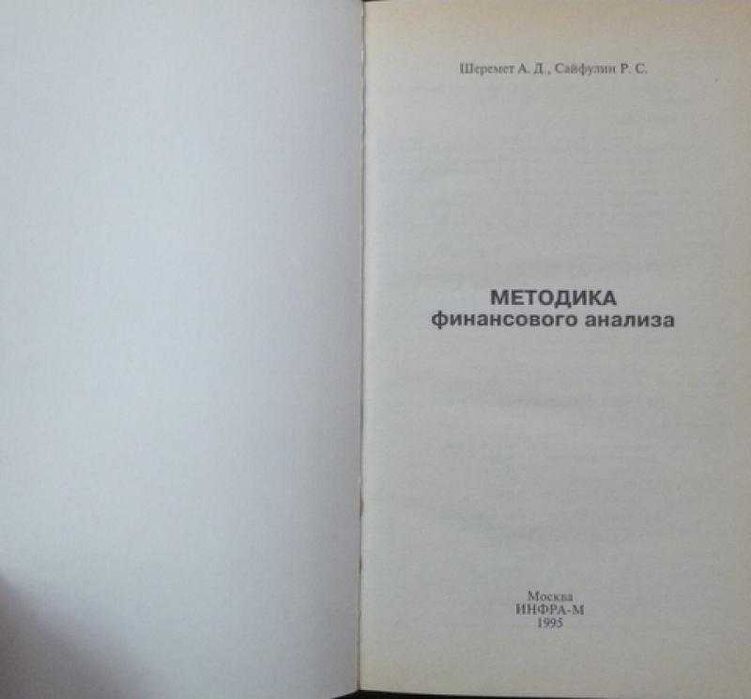 Шеремет А. Д., Сайфулин Р. С.
МЕТОДИКА
финансового анализа
Москва
ИНФРА-М
1995